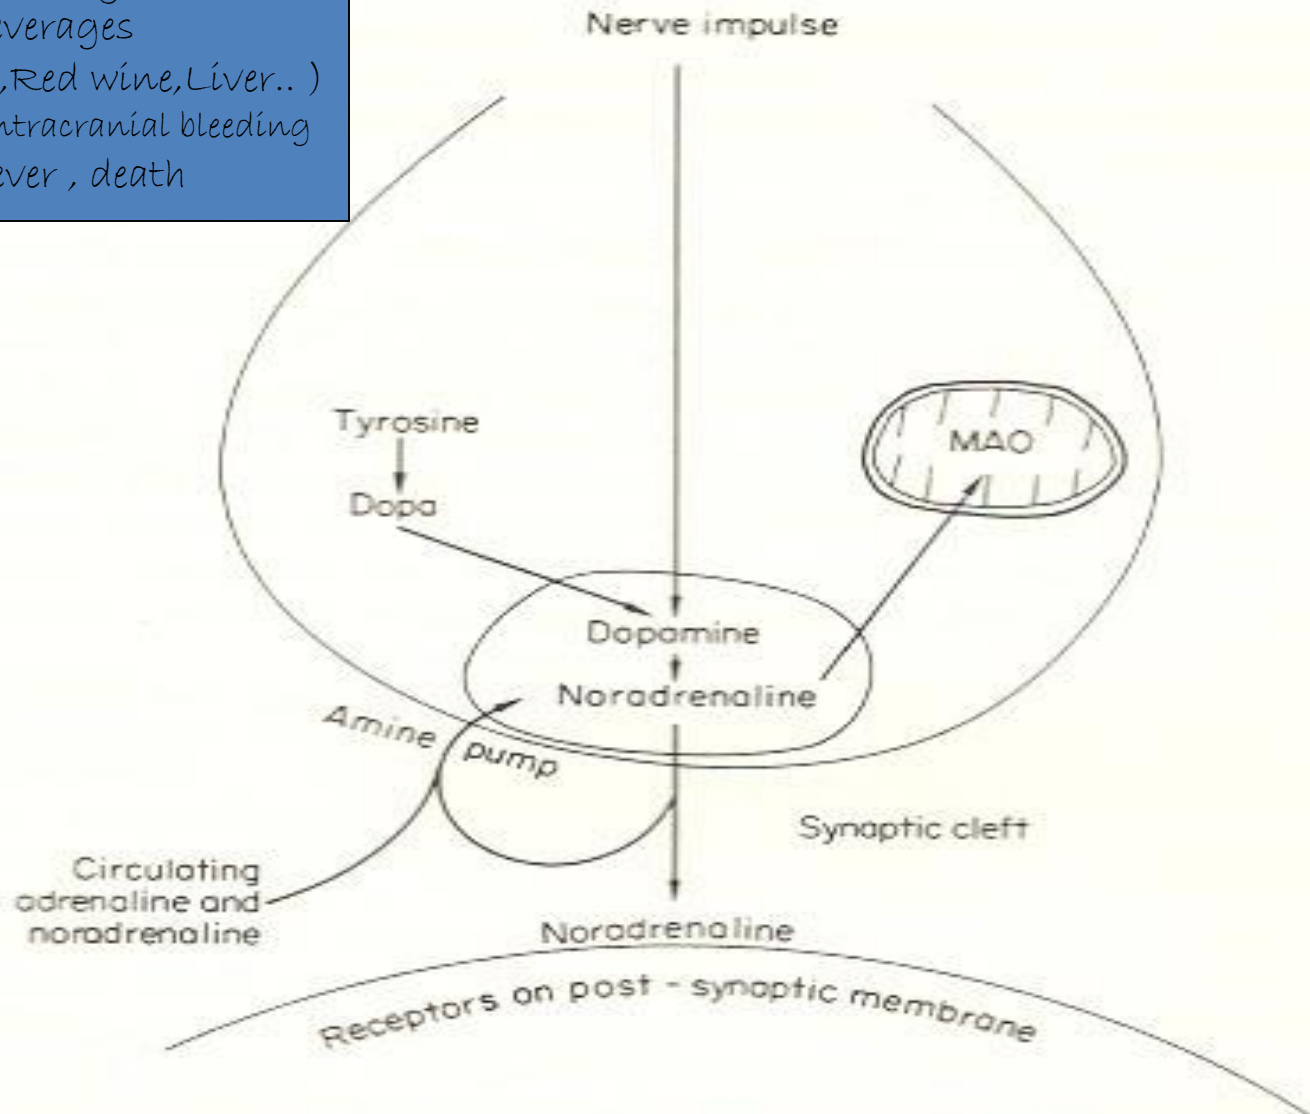 everages
,Red wine,Liver.. )
ntracranial bleeding
ever , death
Nerve impulse
Tyrosine
Dopa
MAO
Dopamine
Noradrenaline
Amine pump
Synaptic cleft
Circulating
adrenaline and
noradrenaline
Noradrenaline
Receptors on post - synaptic membrane